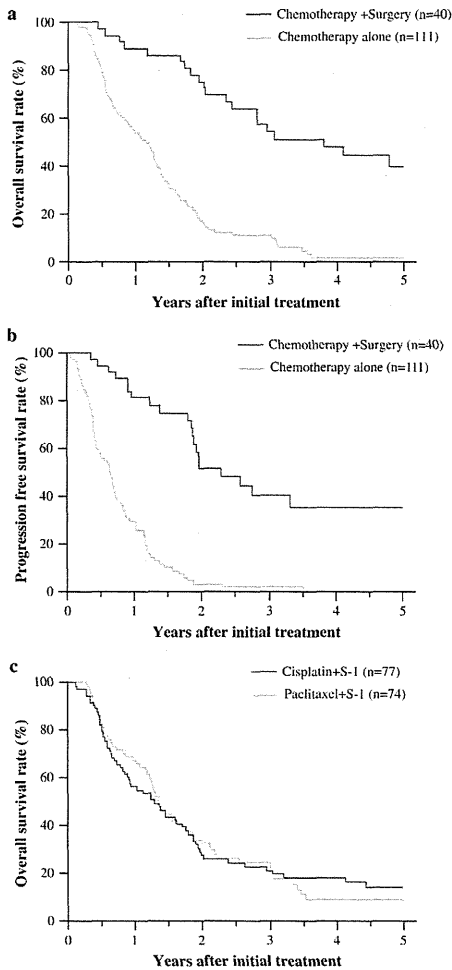 a
Chemotherapy +Surgery (n=40)
Chemotherapy alone (n=111)
Overall survival rate (%)
100
80
60
40
20
0
0 1 2 3 4 5
Years after initial treatment
b
Chemotherapy +Surgery (n=40)
Chemotherapy alone (n=111)
Progression free survival rate (%)
100
80
60
40
20
0
0 1 2 3 4 5
Years after initial treatment
c
Cisplatin+S-1 (n=77)
Paclitaxel+S-1 (n=74)
Overall survival rate (%)
100
80
60
40
20
0
0 1 2 3 4 5
Years after initial treatment